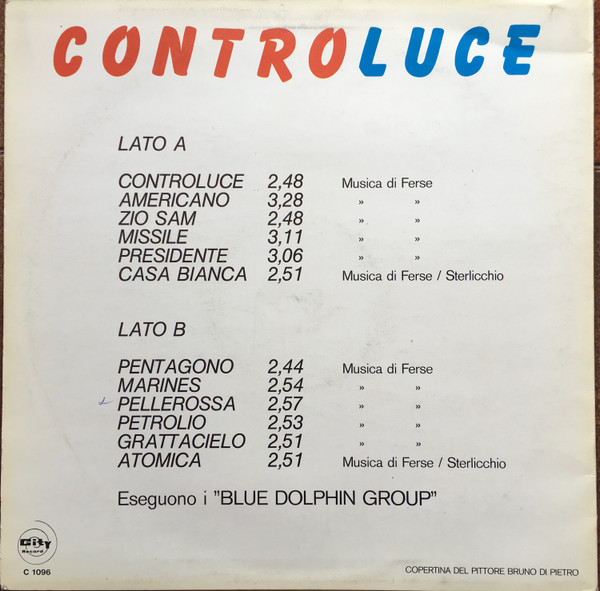 CONTROLUCE
LATO A
CONTROLUCE 2,48 Musica di Ferse
AMERICANO 3,28 » »
ZIO SAM 2,48 » »
MISSILE 3,11 » »
PRESIDENTE 3,06 » »
CASA BIANCA 2,51 Musica di Ferse / Sterlicchio
LATO B
PENTAGONO 2,44 Musica di Ferse
MARINES 2,54 » »
PELLEROSSA 2,57 » »
PETROLIO 2,53 » »
GRATTACIELO 2,51 » »
ATOMICA 2,51 Musica di Ferse / Sterlicchio
Eseguono i "BLUE DOLPHIN GROUP"
City
Record
C 1096
COPERTINA DEL PITTORE BRUNO DI PIETRO